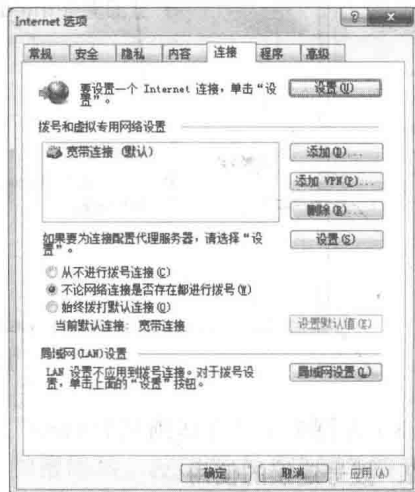 Internet 选项
常规 安全 隐私 内容 连接 程序 高级
要设置一个 Internet 连接，单击“设置”。
设置(U)
拨号和虚拟专用网络设置
宽带连接 (默认)
添加(D)...
添加 VPN(P)...
删除(R)...
如果要为连接配置代理服务器，请选择“设置”。
设置(S)
从不进行拨号连接(C)
不论网络连接是否存在都进行拨号(W)
始终拨打默认连接(O)
当前默认连接: 宽带连接
设置默认值(E)
局域网(LAN)设置
LAN 设置不应用到拨号连接。对于拨号设置，单击上面的“设置”按钮。
局域网设置(L)
确定
取消
应用(A)